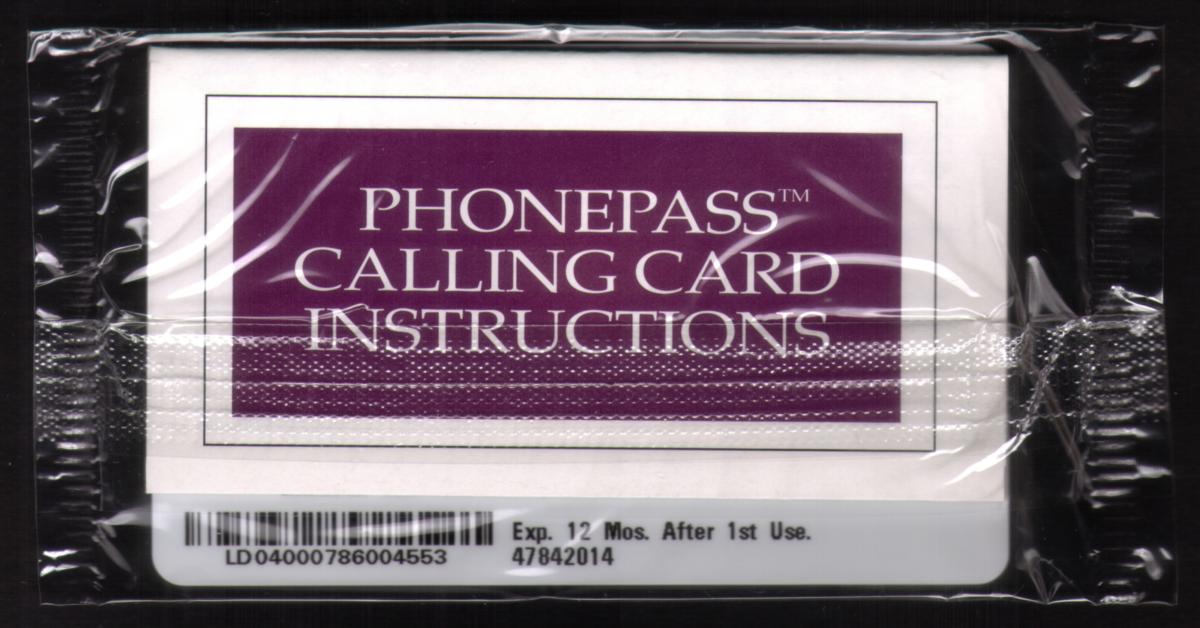 PHONEPASS™
CALLING CARD
INSTRUCTIONS
Exp. 12 Mos. After 1st Use.
LD04000786004553
47842014